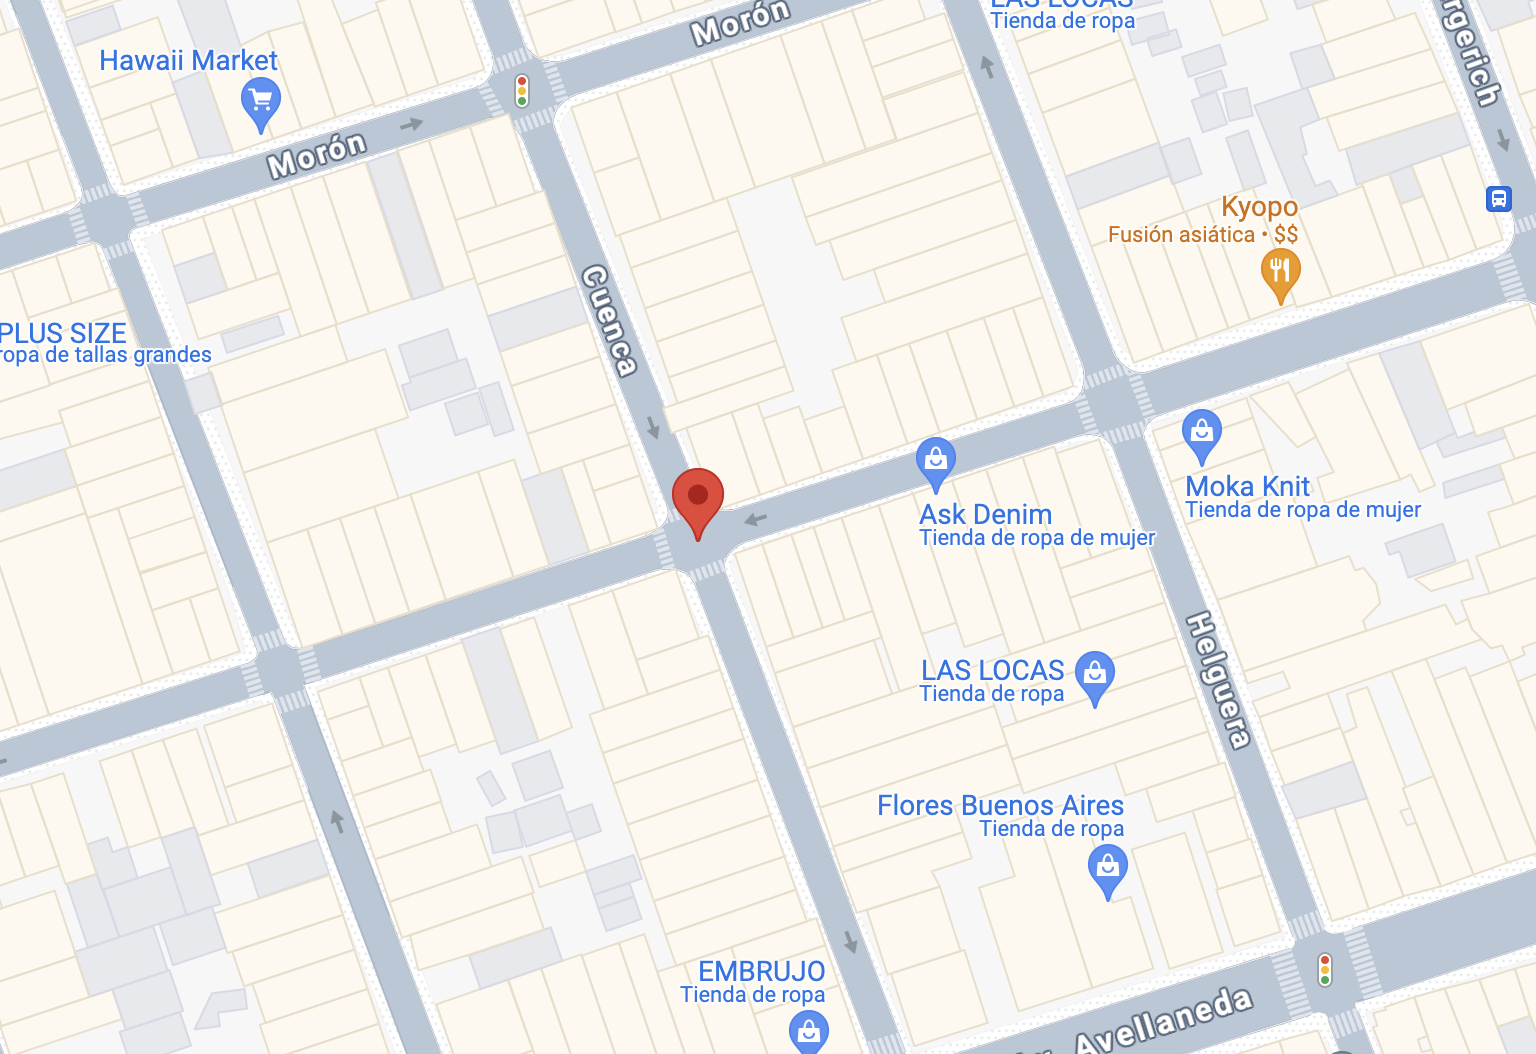 LAS LOCAS
Tienda de ropa
Morón
Hawaii Market
Morón
Kyopo
Fusión asiática • $$
Cuenca
PLUS SIZE
ropa de tallas grandes
Ask Denim
Tienda de ropa de mujer
Moka Knit
Tienda de ropa de mujer
Helguera
LAS LOCAS
Tienda de ropa
Flores Buenos Aires
Tienda de ropa
EMBRUJO
Tienda de ropa
Avellaneda